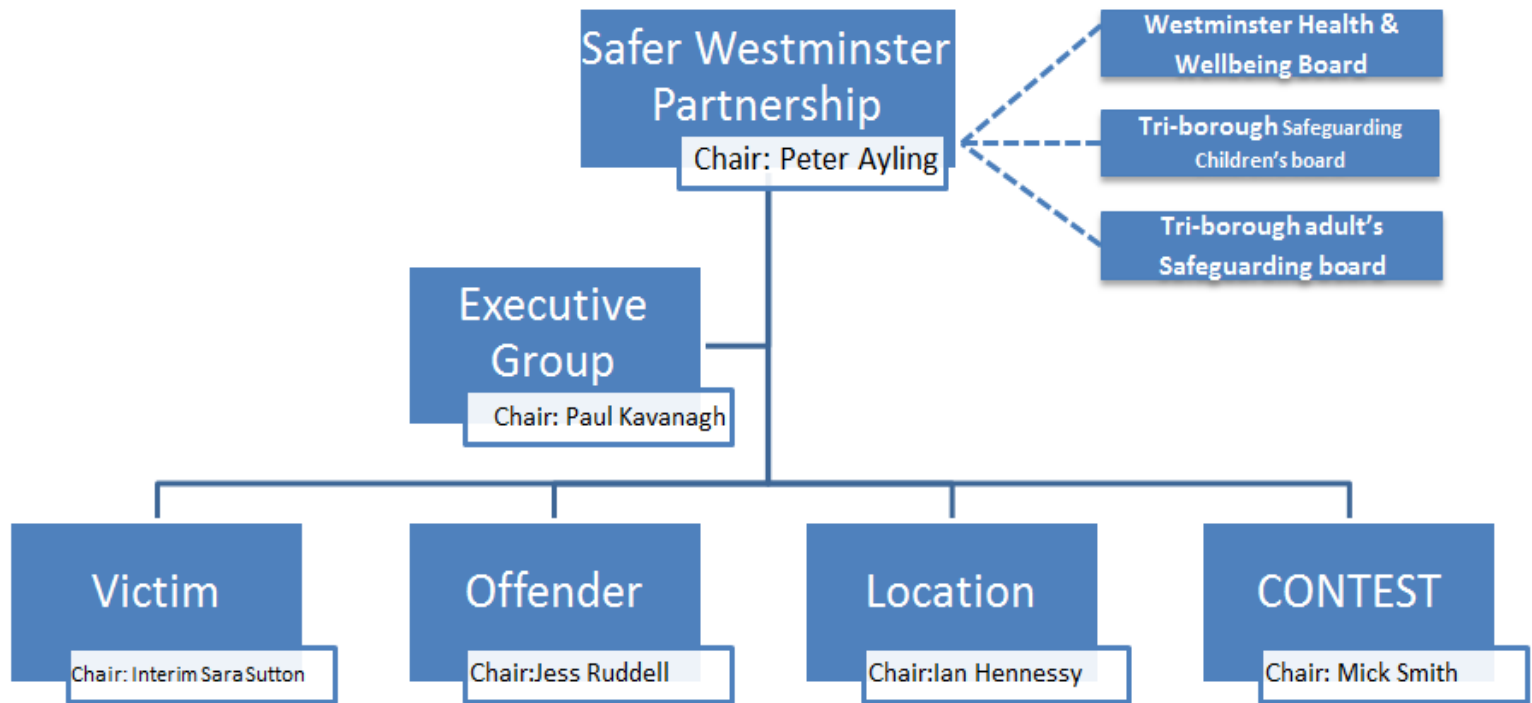 Safer Westminster
Partnership
Chair: Peter Ayling
Westminster Health &
Wellbeing Board
Tri-borough Safeguarding
Children's board
Tri-borough adult's
Safeguarding board
Executive
Group
Chair: Paul Kavanagh
Victim
Chair: Interim Sara Sutton
Offender
Chair:Jess Ruddell
Location
Chair:Ian Hennessy
CONTEST
Chair: Mick Smith